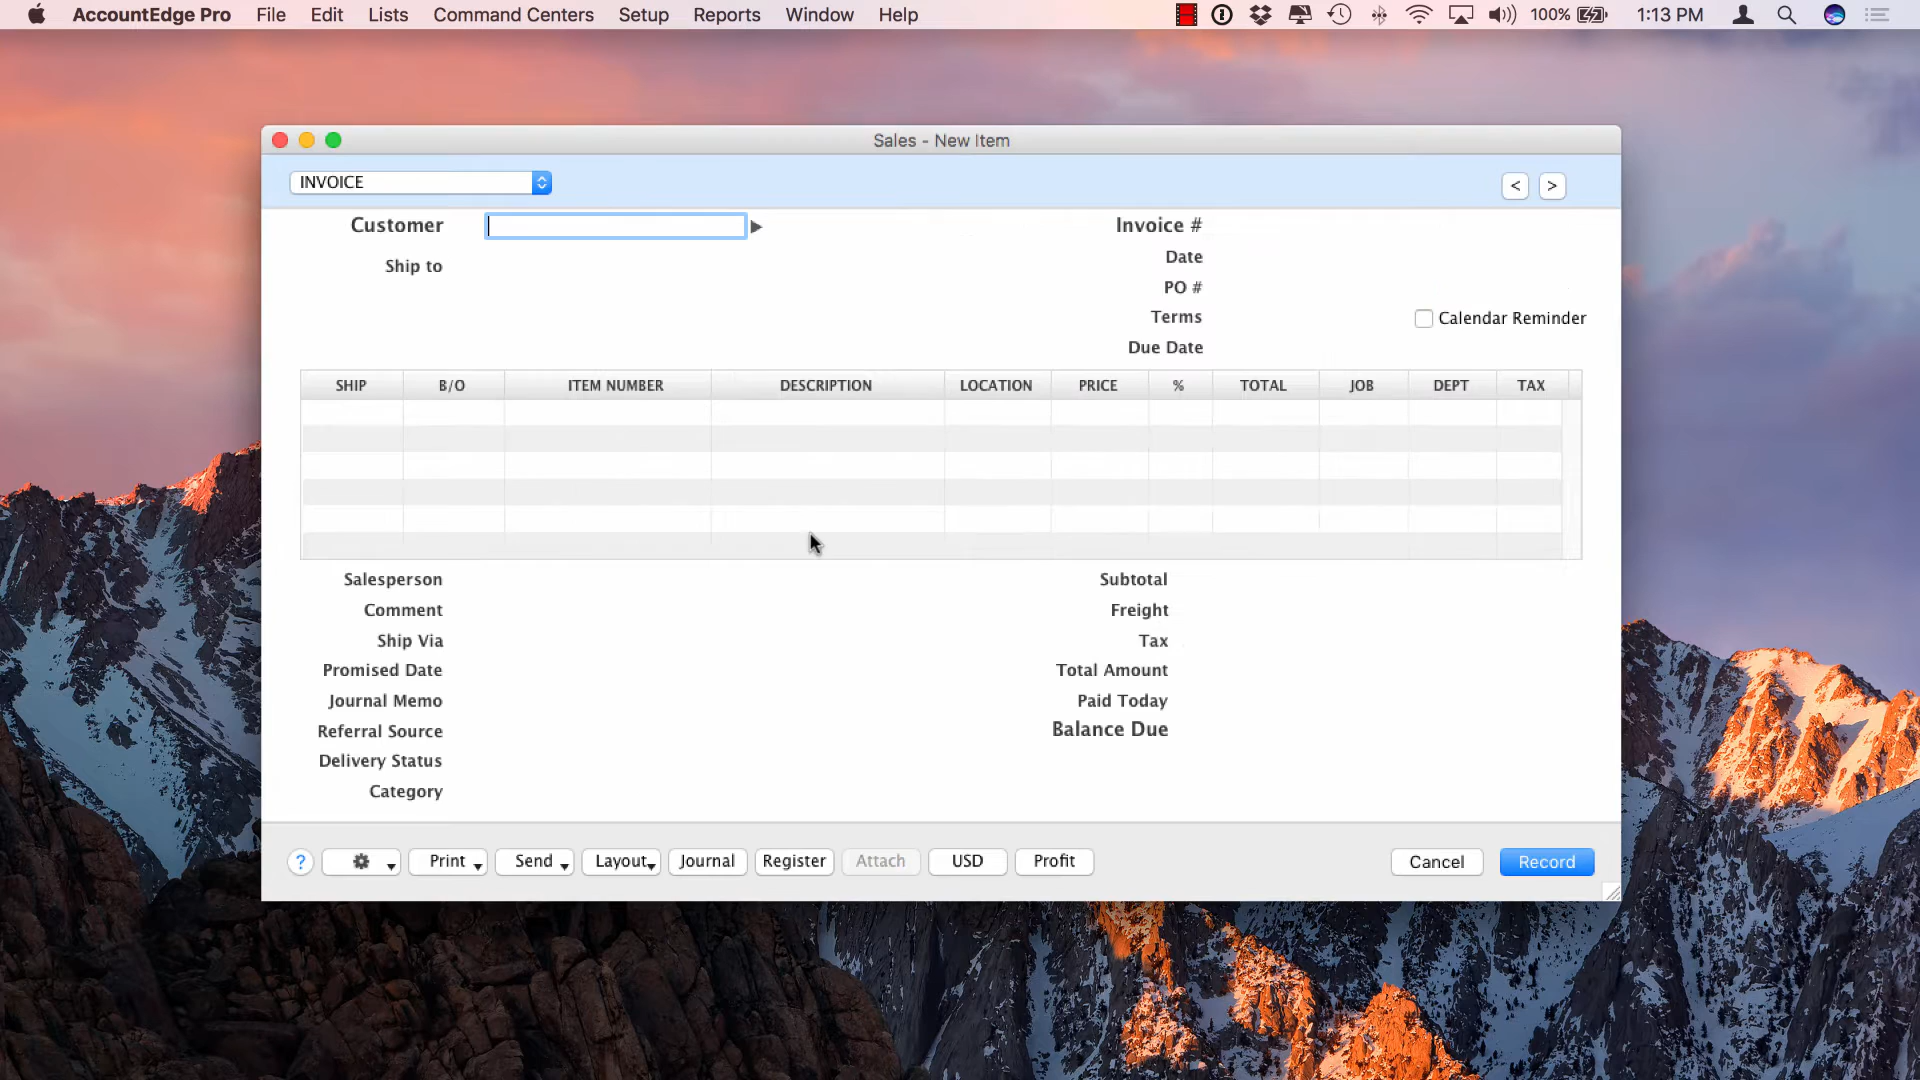 AccountEdge Pro File Edit Lists Command Centers Setup Reports Window Help 100% 1:13 PM
Sales - New Item
INVOICE < >
Customer Invoice #
Ship to Date
PO #
Terms Calendar Reminder
Due Date
SHIP B/O ITEM NUMBER DESCRIPTION LOCATION PRICE % TOTAL JOB DEPT TAX
Salesperson Subtotal
Comment Freight
Ship Via Tax
Promised Date Total Amount
Journal Memo Paid Today
Referral Source Balance Due
Delivery Status
Category
? Print Send Layout Journal Register Attach USD Profit Cancel Record